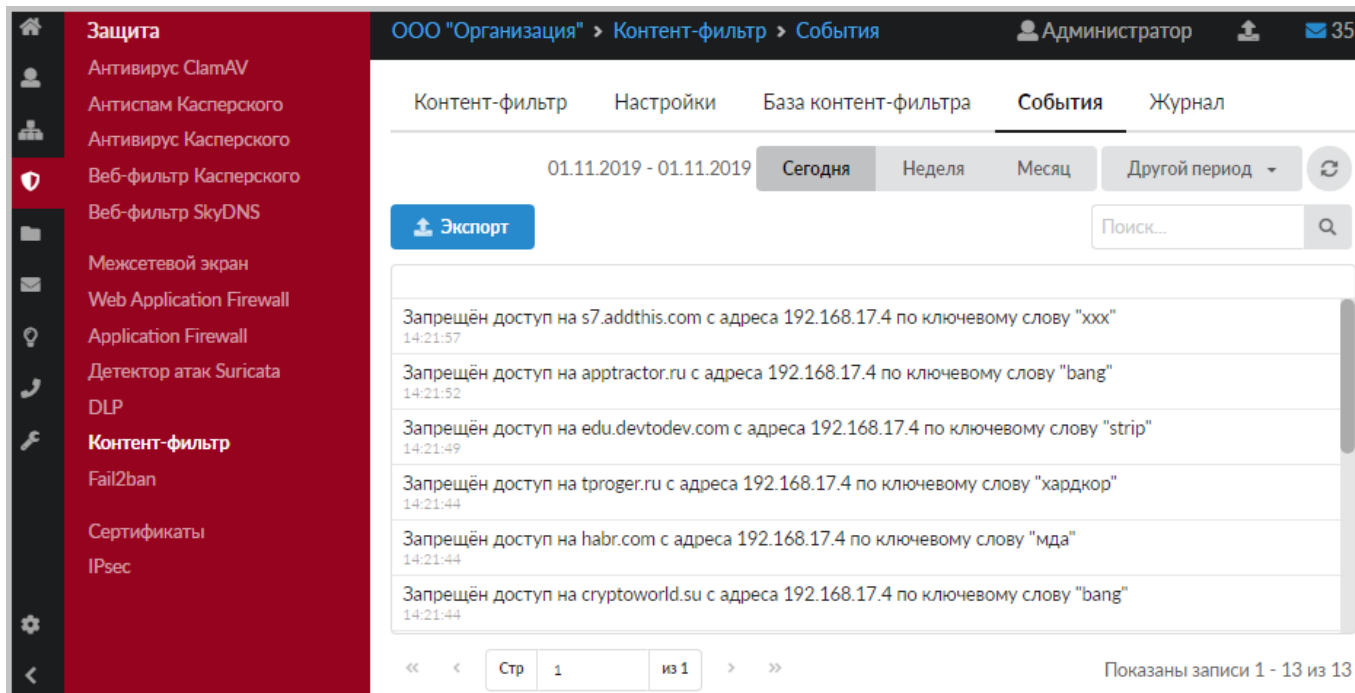 Защита
Антивирус ClamAV
Антиспам Касперского
Антивирус Касперского
Веб-фильтр Касперского
Веб-фильтр SkyDNS
Межсетевой экран
Web Application Firewall
Application Firewall
Детектор атак Suricata
DLP
Контент-фильтр
Fail2ban
Сертификаты
IPsec
ООО "Организация" > Контент-фильтр > События Администратор 35
Контент-фильтр Настройки База контент-фильтра События Журнал
01.11.2019 - 01.11.2019 Сегодня Неделя Месяц Другой период
Экспорт Поиск...
Запрещён доступ на s7.addthis.com с адреса 192.168.17.4 по ключевому слову "xxx"
14:21:57
Запрещён доступ на apptractor.ru с адреса 192.168.17.4 по ключевому слову "bang"
14:21:52
Запрещён доступ на edu.devtodev.com с адреса 192.168.17.4 по ключевому слову "strip"
14:21:49
Запрещён доступ на tproger.ru с адреса 192.168.17.4 по ключевому слову "хардкор"
14:21:44
Запрещён доступ на habr.com с адреса 192.168.17.4 по ключевому слову "мда"
14:21:44
Запрещён доступ на cryptoworld.su с адреса 192.168.17.4 по ключевому слову "bang"
14:21:44
« < Стр 1 из 1 > » Показаны записи 1 - 13 из 13